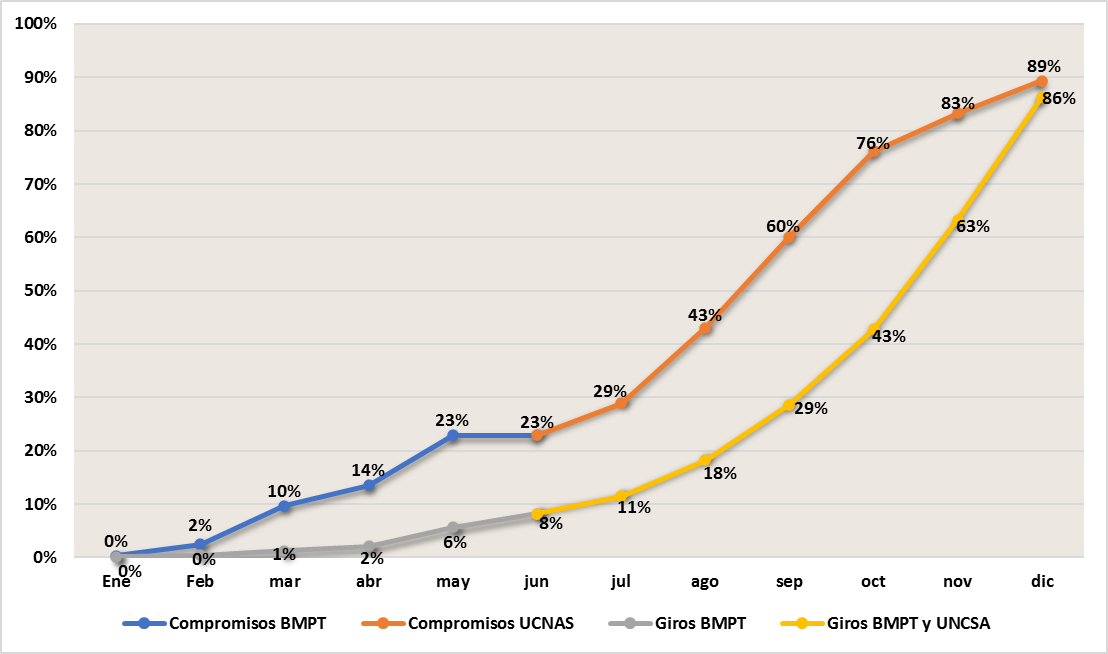 100%
90%
80%
70%
60%
50%
40%
30%
20%
10%
0%
0% 2% 10% 14% 23% 23% 29% 43% 60% 76% 83% 89%
0% 0% 1% 2% 6% 8% 11% 18% 29% 43% 63% 86%
Ene Feb mar abr may jun jul ago sep oct nov dic
Compromisos BMPT Compromisos UCNAS Giros BMPT Giros BMPT y UNCSA